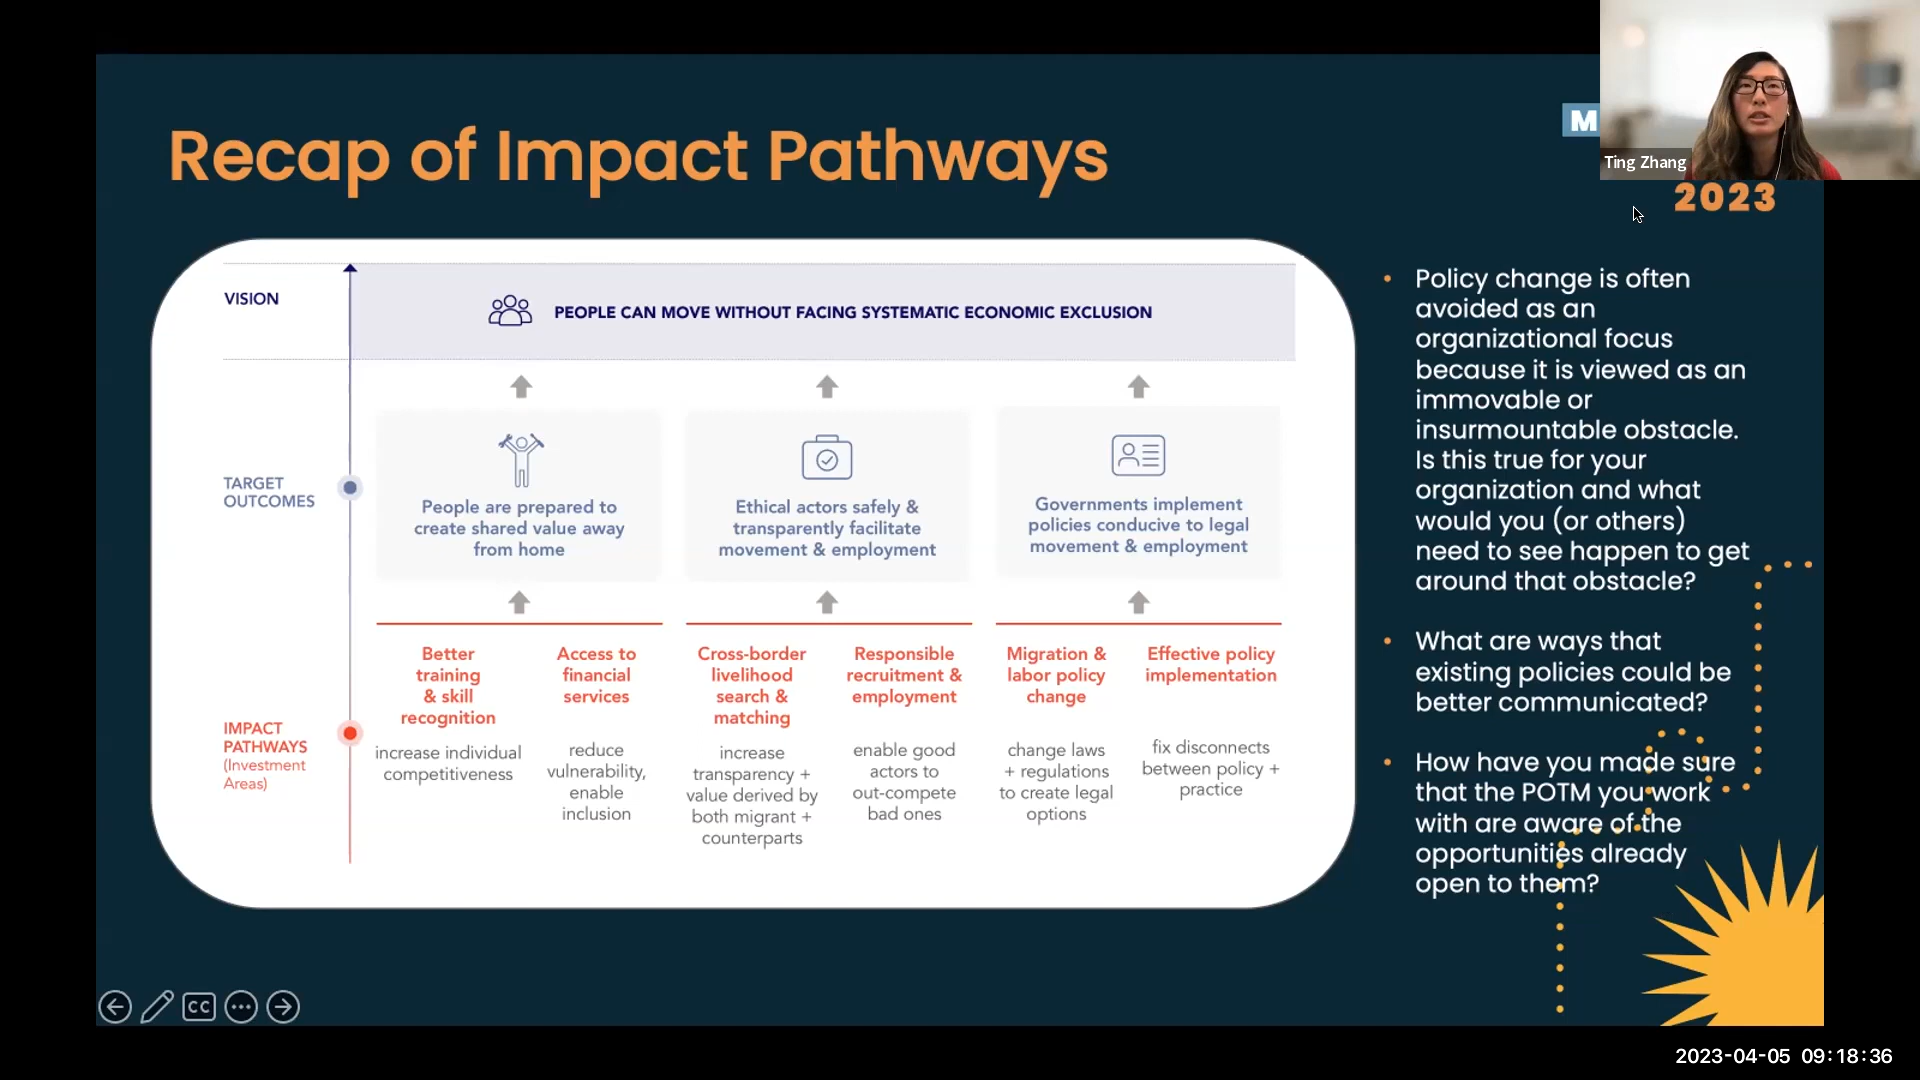 Recap of Impact Pathways
M
Ting Zhang
2023
VISION
PEOPLE CAN MOVE WITHOUT FACING SYSTEMATIC ECONOMIC EXCLUSION
TARGET
OUTCOMES
People are prepared to
create shared value away
from home
Ethical actors safely &
transparently facilitate
movement & employment
Governments implement
policies conducive to legal
movement & employment
IMPACT
PATHWAYS
(Investment
Areas)
Better
training
& skill
recognition
increase individual
competitiveness
Access to
financial
services
reduce
vulnerability,
enable
inclusion
Cross-border
livelihood
search &
matching
increase
transparency +
value derived by
both migrant +
counterparts
Responsible
recruitment &
employment
enable good
actors to
out-compete
bad ones
Migration &
labor policy
change
change laws
+ regulations
to create legal
options
Effective policy
implementation
fix disconnects
between policy +
practice
• Policy change is often
avoided as an
organizational focus
because it is viewed as an
immovable or
insurmountable obstacle.
Is this true for your
organization and what
would you (or others)
need to see happen to get
around that obstacle?
• What are ways that
existing policies could be
better communicated?
• How have you made sure
that the POTM you work
with are aware of the
opportunities already
open to them?
CC
2023-04-05 09:18:36